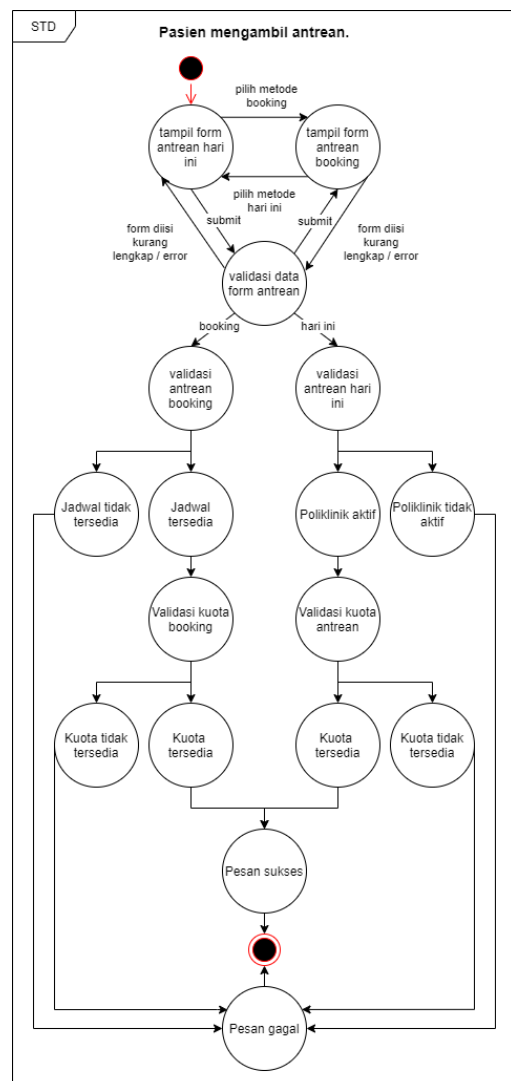 STD
Pasien mengambil antrean.
pilih metode
booking
tampil form
antrean hari
ini
tampil form
antrean
booking
pilih metode
hari ini
submit
submit
form diisi
kurang
lengkap / error
form diisi
kurang
lengkap / error
validasi data
form antrean
booking
hari ini
validasi
antrean
booking
validasi
antrean hari
ini
Jadwal tidak
tersedia
Jadwal
tersedia
Poliklinik aktif
Poliklinik tidak
aktif
Validasi kuota
booking
Validasi kuota
antrean
Kuota tidak
tersedia
Kuota
tersedia
Kuota
tersedia
Kuota tidak
tersedia
Pesan sukses
Pesan gagal